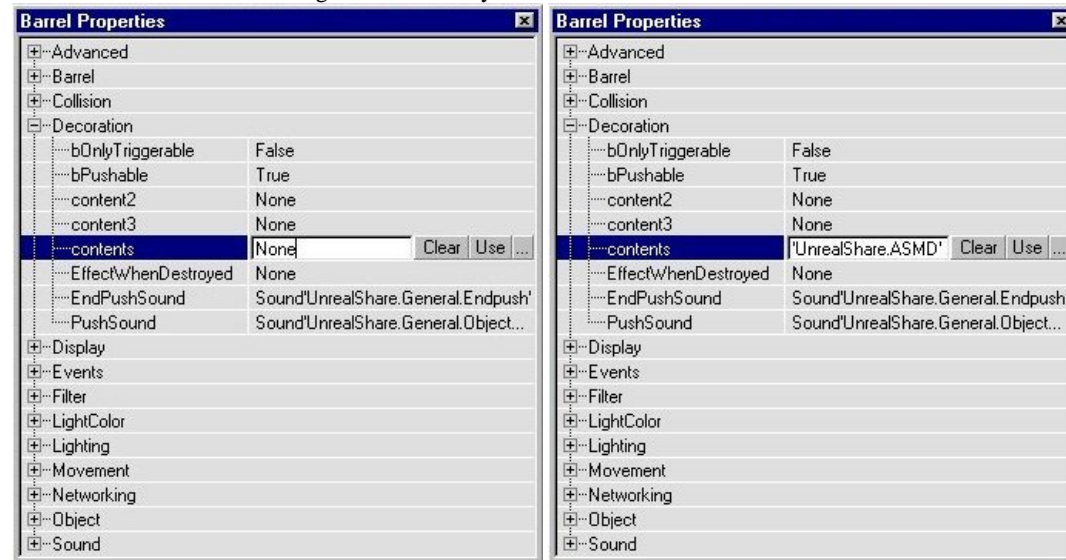 Barrel Properties
Advanced
Barrel
Collision
Decoration
bOnlyTriggerable False
bPushable True
content2 None
content3 None
contents None Clear Use ...
EffectWhenDestroyed None
EndPushSound Sound'UnrealShare.General.Endpush'
PushSound Sound'UnrealShare.General.Object...
Display
Events
Filter
LightColor
Lighting
Movement
Networking
Object
Sound
Barrel Properties
Advanced
Barrel
Collision
Decoration
bOnlyTriggerable False
bPushable True
content2 None
content3 None
contents 'UnrealShare.ASMD' Clear Use ...
EffectWhenDestroyed None
EndPushSound Sound'UnrealShare.General.Endpush
PushSound Sound'UnrealShare.General.Object...
Display
Events
Filter
LightColor
Lighting
Movement
Networking
Object
Sound